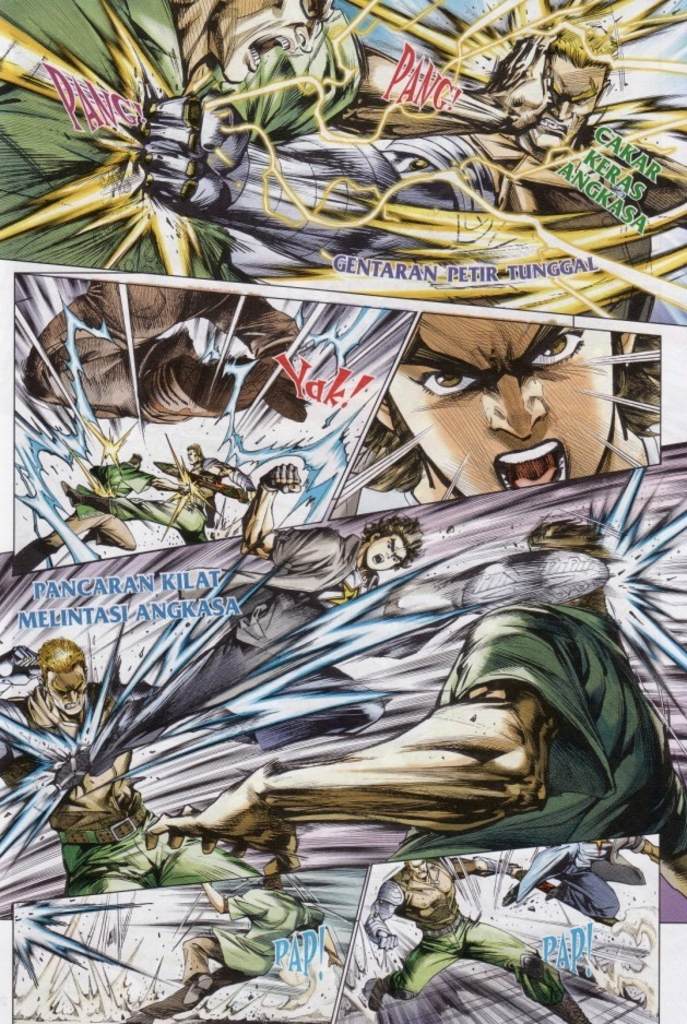 PANG!
PANG!
CAKAR
KERAS
ANGKASA
GENTARAN PETIR TUNGGAL
Yak!
PANCARAN KILAT
MELINTASI ANGKASA
PAP!
PAP!